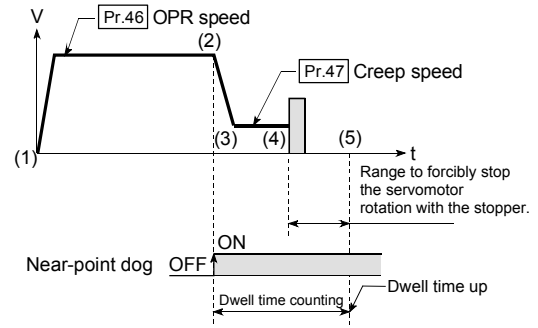 V
Pr.46 OPR speed
(2)
Pr.47 Creep speed
(3) (4) (5)
(1)
t
Range to forcibly stop
the servomotor
rotation with the stopper.
ON
Near-point dog OFF
Dwell time counting
Dwell time up